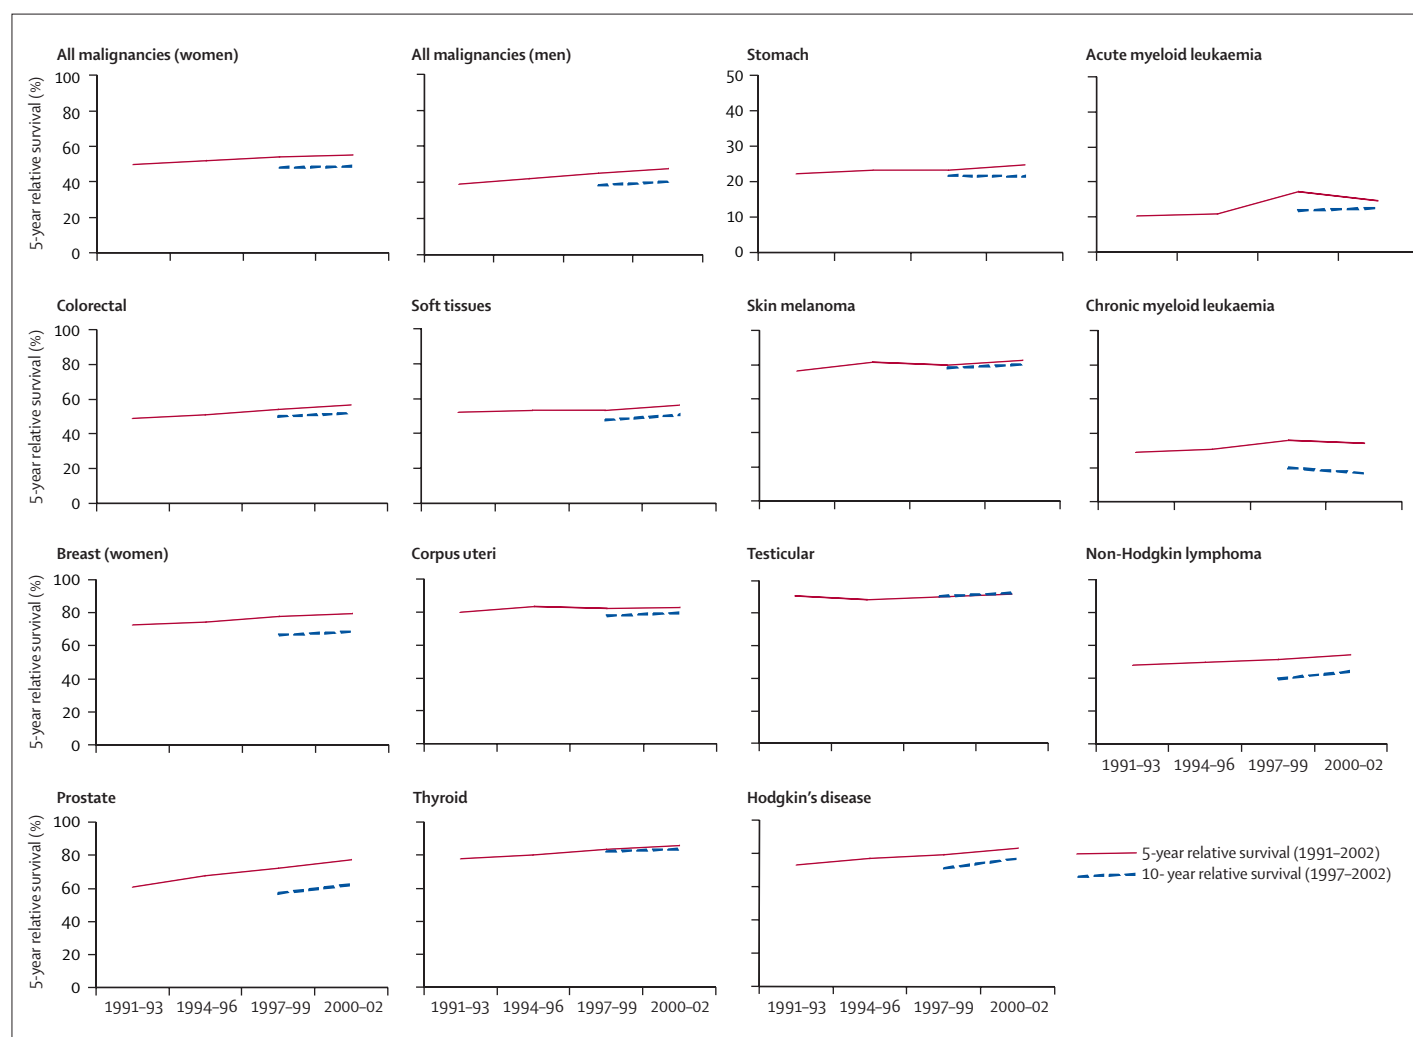 All malignancies (women)
All malignancies (men)
Stomach
Acute myeloid leukaemia
5-year relative survival (%)
100
80
60
40
20
0
50
40
30
20
10
0
Colorectal
Soft tissues
Skin melanoma
Chronic myeloid leukaemia
5-year relative survival (%)
100
80
60
40
20
0
Breast (women)
Corpus uteri
Testicular
Non-Hodgkin lymphoma
5-year relative survival (%)
100
80
60
40
20
0
1991–93 1994–96 1997–99 2000–02
Prostate
Thyroid
Hodgkin's disease
5-year relative survival (%)
100
80
60
40
20
0
1991–93 1994–96 1997–99 2000–02
1991–93 1994–96 1997–99 2000–02
1991–93 1994–96 1997–99 2000–02
5-year relative survival (1991–2002)
10- year relative survival (1997–2002)